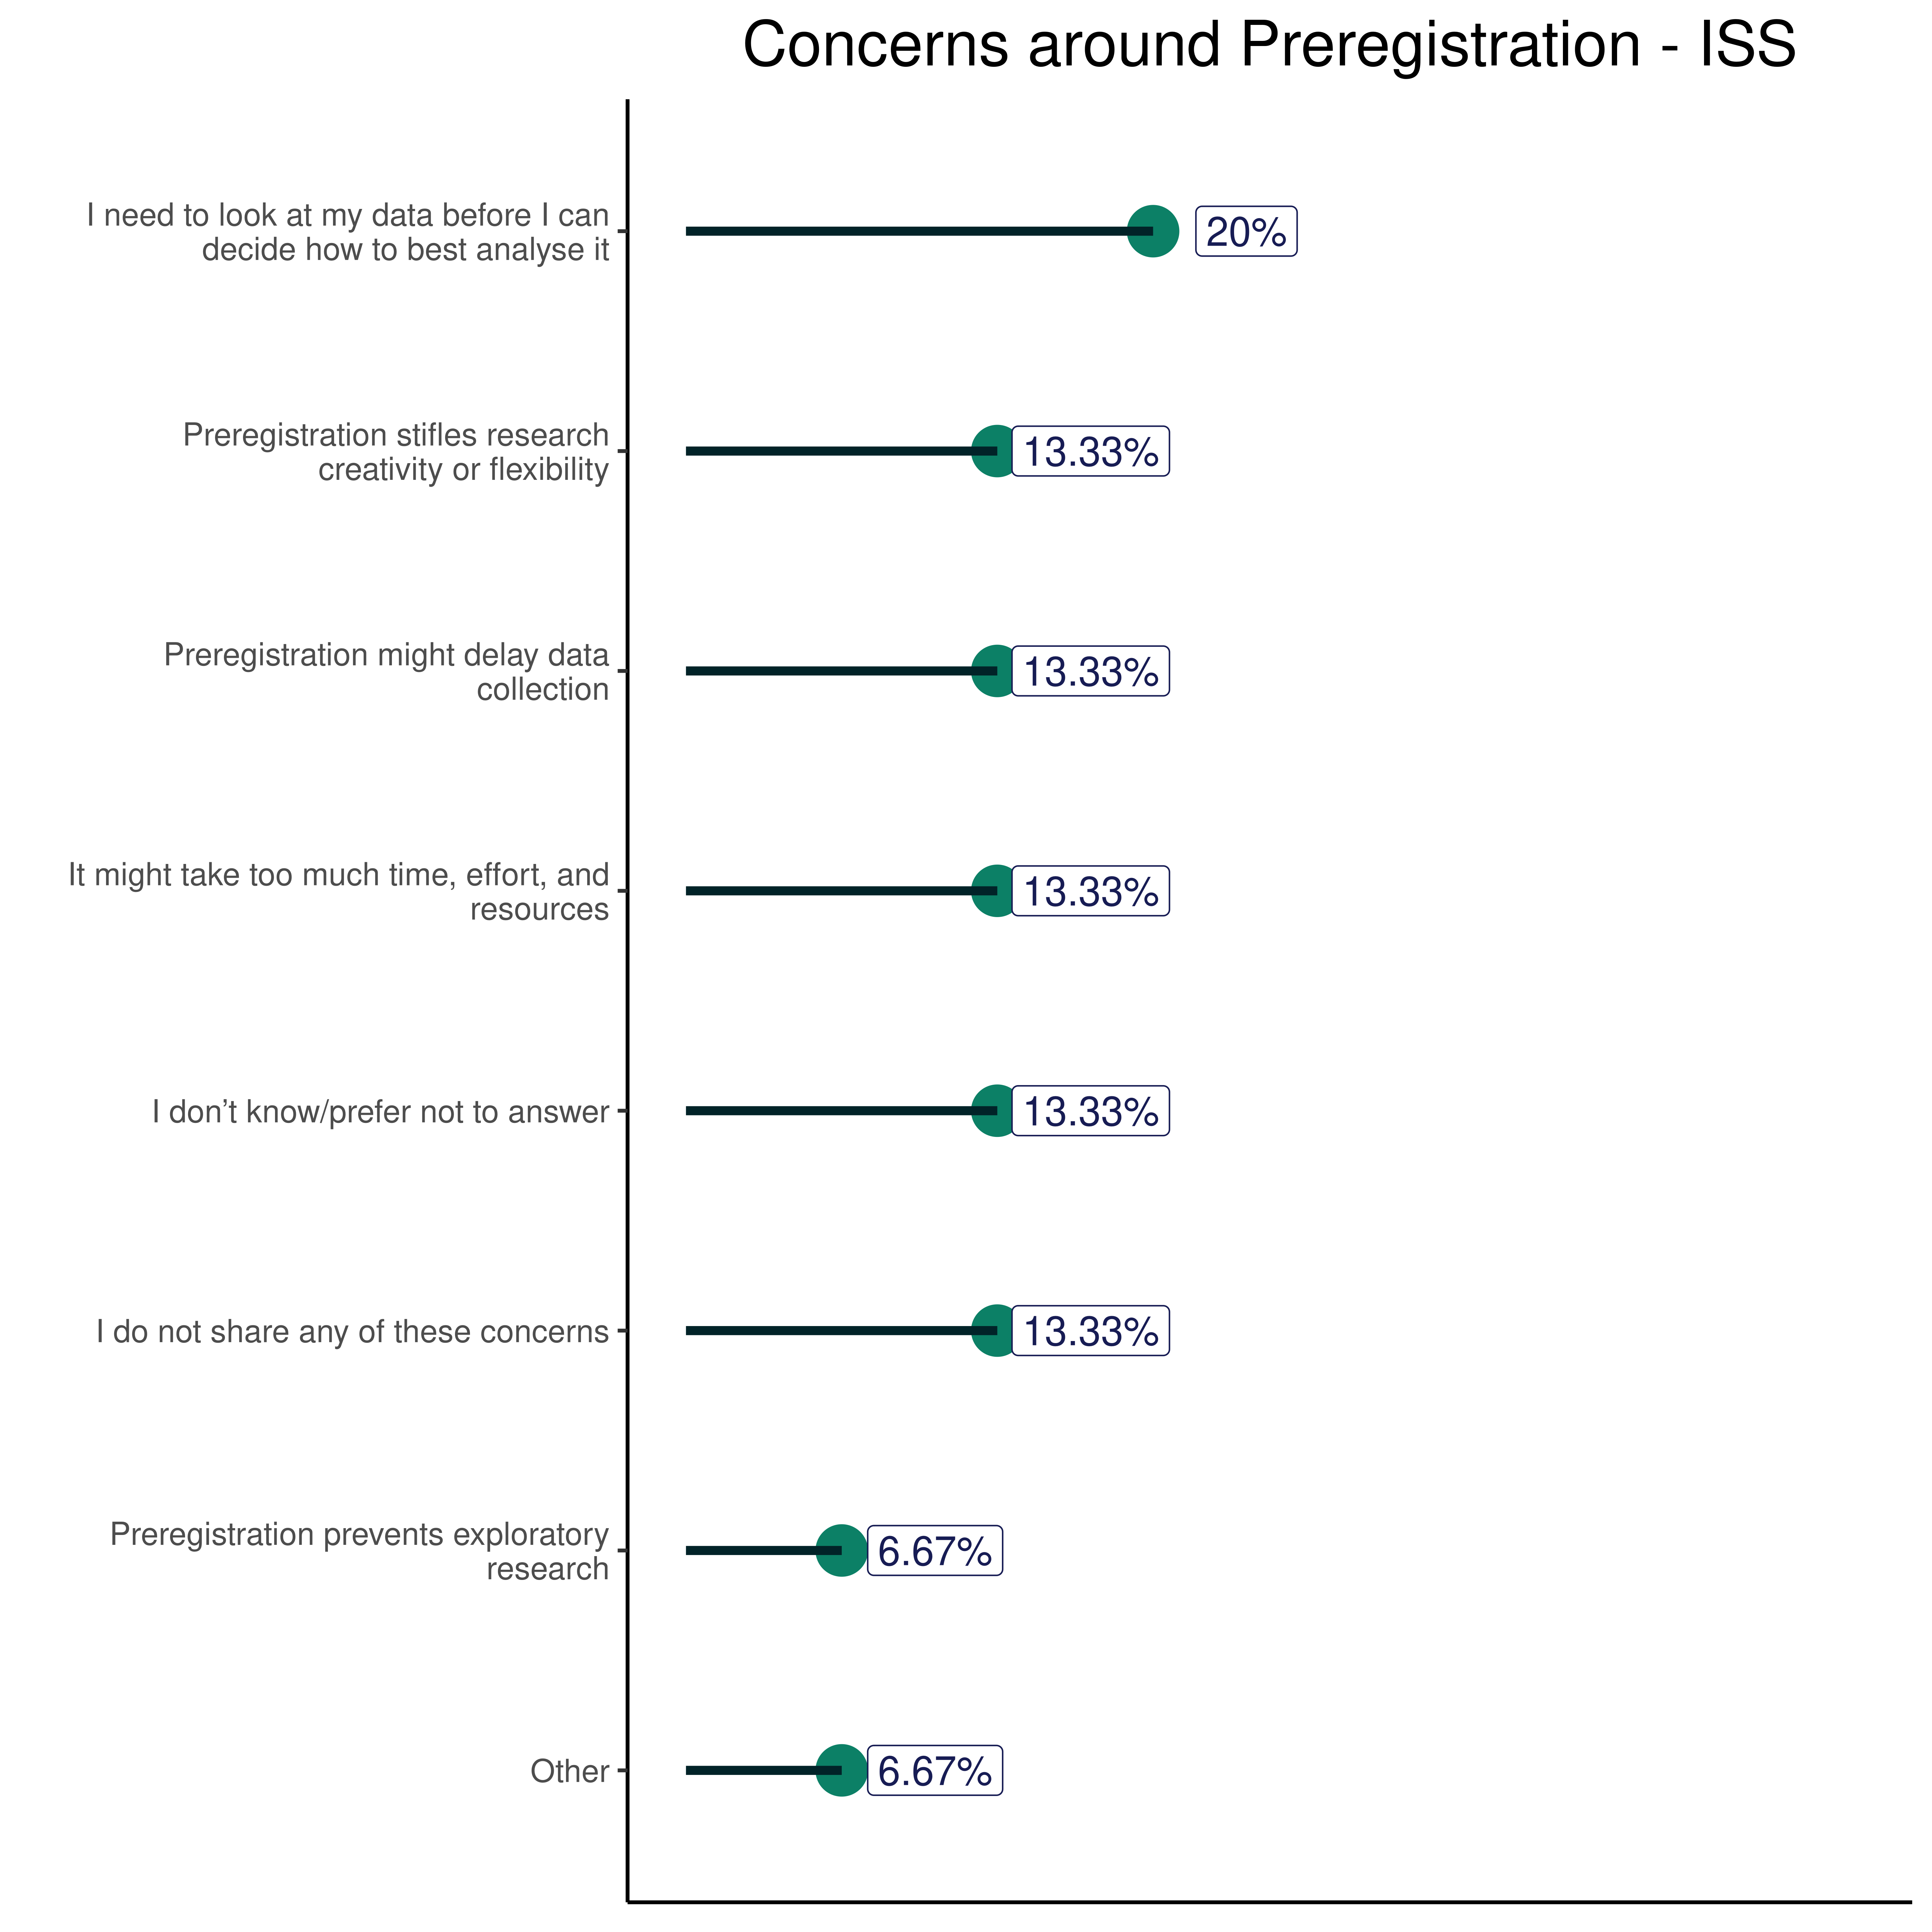 Concerns around Preregistration - ISS
I need to look at my data before I can
decide how to best analyse it
20%
Preregistration stifles research
creativity or flexibility
13.33%
Preregistration might delay data
collection
13.33%
It might take too much time, effort, and
resources
13.33%
I don’t know/prefer not to answer
13.33%
I do not share any of these concerns
13.33%
Preregistration prevents exploratory
research
6.67%
Other
6.67%